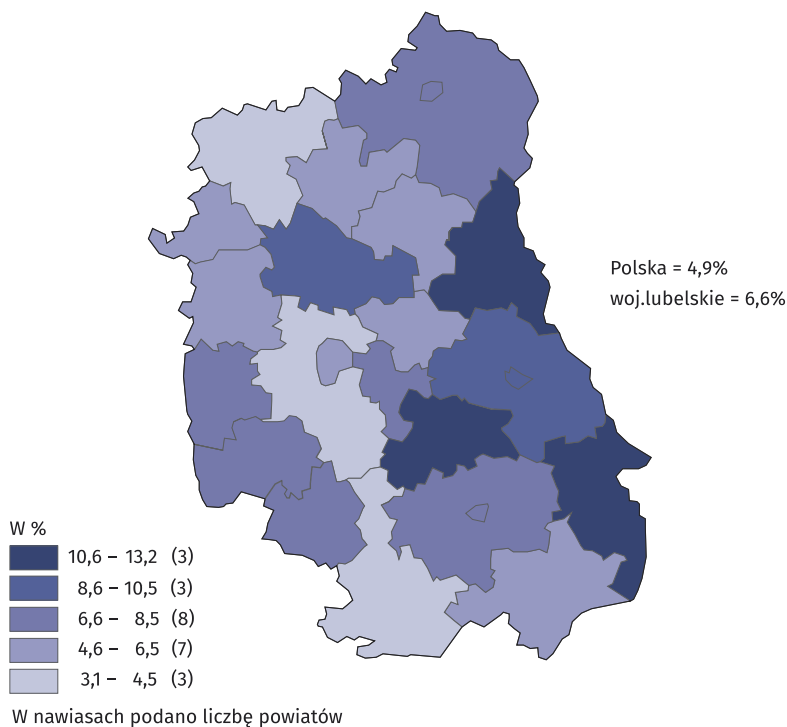 Polska = 4,9%
woj.lubelskie = 6,6%
W %
10,6 – 13,2 (3)
8,6 – 10,5 (3)
6,6 – 8,5 (8)
4,6 – 6,5 (7)
3,1 – 4,5 (3)
W nawiasach podano liczbę powiatów